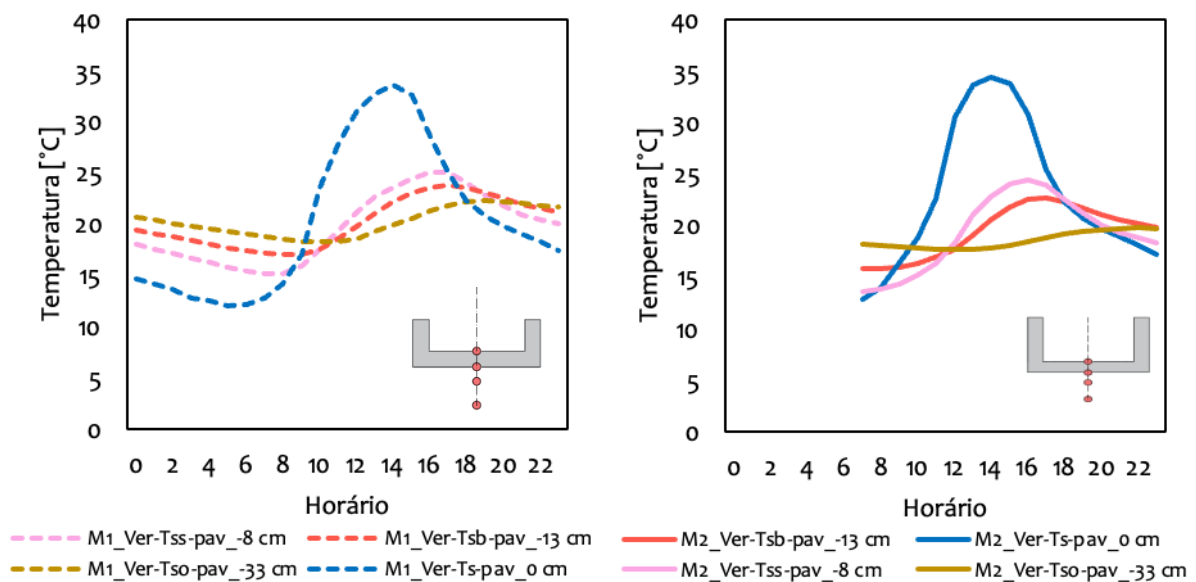 40
35
30
25
20
15
10
5
0
Temperatura [˚C]
0 2 4 6 8 10 12 14 16 18 20 22
Horário
M1_Ver-Tss-pav_-8 cm
M1_Ver-Tsb-pav_-13 cm
M1_Ver-Tso-pav_-33 cm
M1_Ver-Ts-pav_0 cm
40
35
30
25
20
15
10
5
0
Temperatura [˚C]
0 2 4 6 8 10 12 14 16 18 20 22
Horário
M2_Ver-Tsb-pav_-13 cm
M2_Ver-Ts-pav_0 cm
M2_Ver-Tss-pav_-8 cm
M2_Ver-Tso-pav_-33 cm